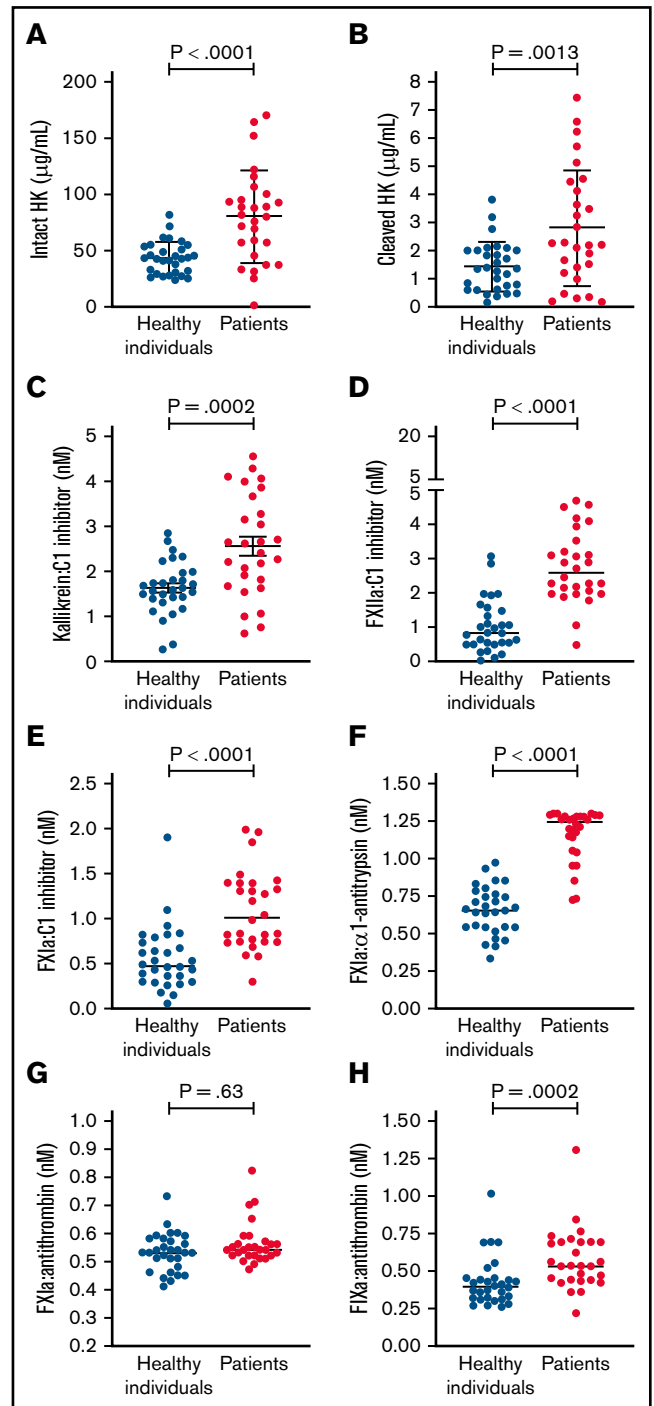 A
P < .0001
Intact HK (μg/mL)
200
150
100
50
0
Healthy
individuals
Patients
B
P = .0013
Cleaved HK (μg/mL)
8
7
6
5
4
3
2
1
0
Healthy
individuals
Patients
C
P = .0002
Kallikrein:C1 inhibitor (nM)
5
4
3
2
1
0
Healthy
individuals
Patients
D
P <.0001
FXIIa:C1 inhibitor (nM)
20
5
5
4
3
2
1
0
Healthy
individuals
Patients
E
P < .0001
FXIa:C1 inhibitor (nM)
2.5
2.0
1.5
1.0
0.5
0.0
Healthy
individuals
Patients
F
P <.0001
FXIa:α1-antitrypsin (nM)
1.50
1.25
1.00
0.75
0.50
0.25
0.00
Healthy
individuals
Patients
G
P = .63
FXIa:antithrombin (nM)
1.0
0.9
0.8
0.7
0.6
0.5
0.4
0.3
0.2
Healthy
individuals
Patients
H
P = .0002
FIXa:antithrombin (nM)
1.50
1.25
1.00
0.75
0.50
0.25
0.00
Healthy
individuals
Patients